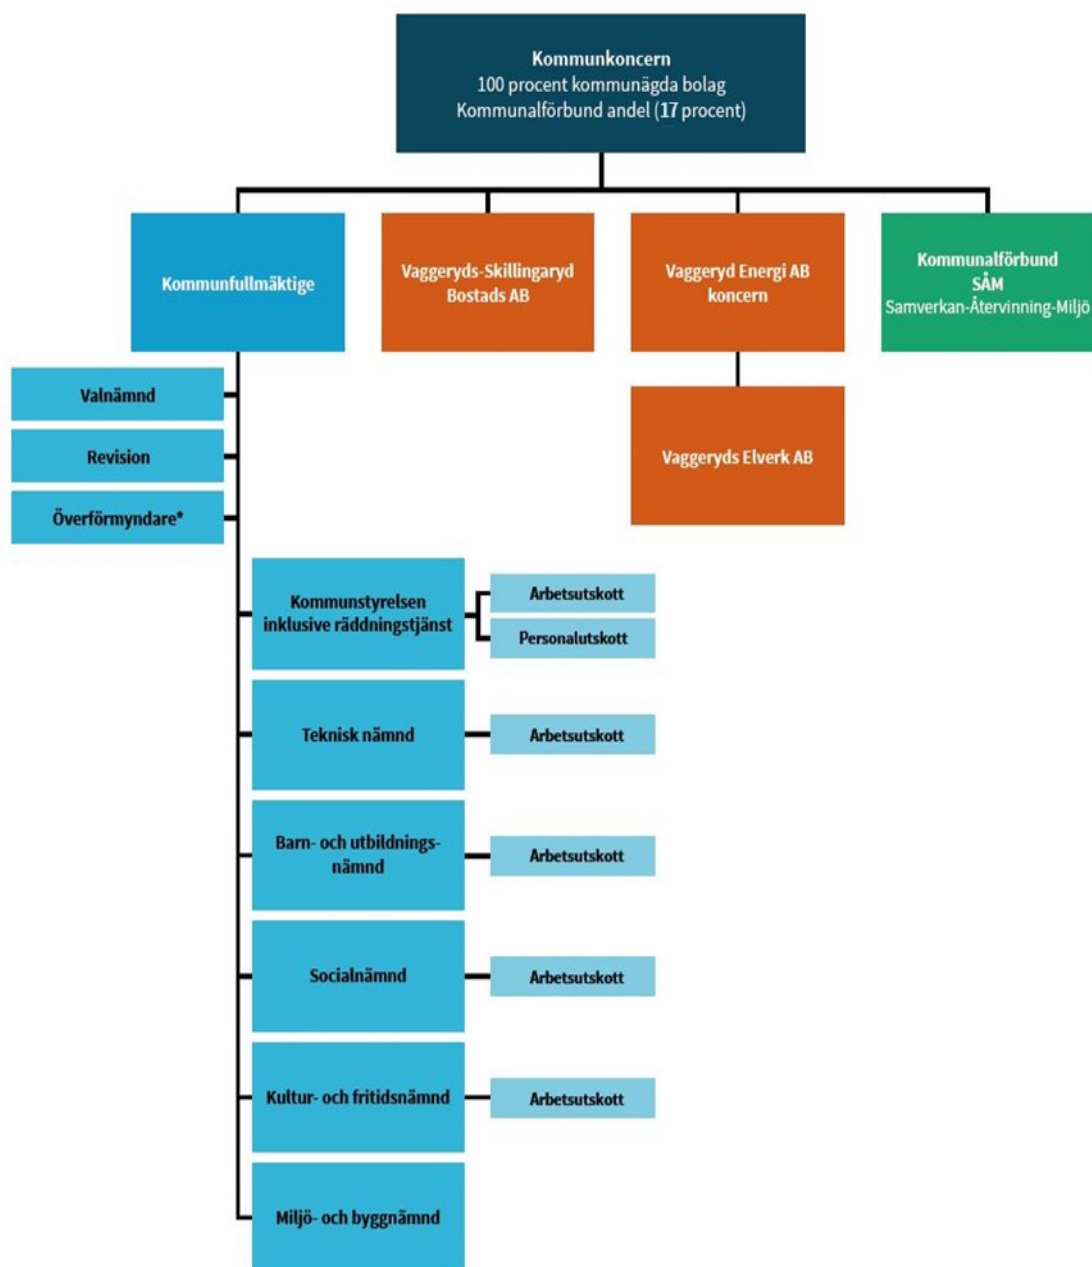 Kommunkoncern
100 procent kommunägda bolag
Kommunalförbund andel (17 procent)
Kommunfullmäktige
Vaggeryds-Skillingaryd
Bostads AB
Vaggeryd Energi AB
koncern
Kommunalförbund
SÅM
Samverkan-Återvinning-Miljö
Valnämnd
Revision
Överförmyndare*
Vaggeryds Elverk AB
Kommunstyrelsen
inklusive räddningstjänst
Arbetsutskott
Personalutskott
Teknisk nämnd
Arbetsutskott
Barn- och utbildnings-
nämnd
Arbetsutskott
Socialnämnd
Arbetsutskott
Kultur- och fritidsnämnd
Arbetsutskott
Miljö- och byggnämnd